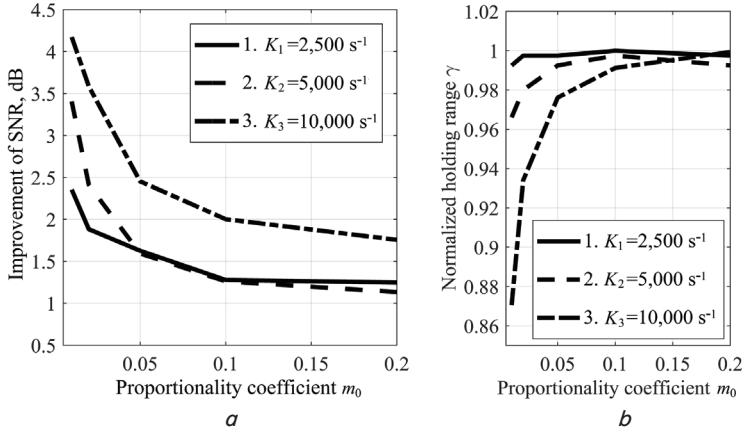 4.5
4
3.5
3
2.5
2
1.5
1
0.5
Improvement of SNR, dB
1. K₁=2,500 s⁻¹
2. K₂=5,000 s⁻¹
3. K₃=10,000 s⁻¹
0.05 0.1 0.15 0.2
Proportionality coefficient m₀
a
1.02
1
0.98
0.96
0.94
0.92
0.9
0.88
0.86
Normalized holding range γ
1. K₁=2,500 s⁻¹
2. K₂=5,000 s⁻¹
3. K₃=10,000 s⁻¹
0.05 0.1 0.15 0.2
Proportionality coefficient m₀
b